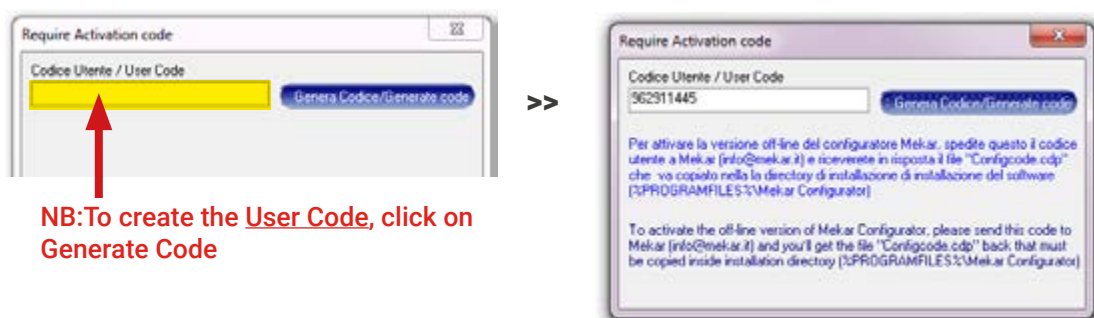 Require Activation code
Codice Utente / User Code
Genera Codice/Generate code
NB:To create the User Code, click on
Generate Code
>>
Require Activation code
Codice Utente / User Code
962911445
Genera Codice/Generate code
Per attivare la versione off-line del configuratore Mekar, spedite questo il codice
utente a Mekar (info@mekar.it) e riceverete in risposta il file "Configcode.cdp"
che va copiato nella la directory di installazione di installazione del software
(%PROGRAMFILES%\Mekar Configurator)
To activate the off-line version of Mekar Configurator, please send this code to
Mekar (info@mekar.it) and you'll get the file "Configcode.cdp" back that must
be copied inside installation directory (%PROGRAMFILES%\Mekar Configurator)